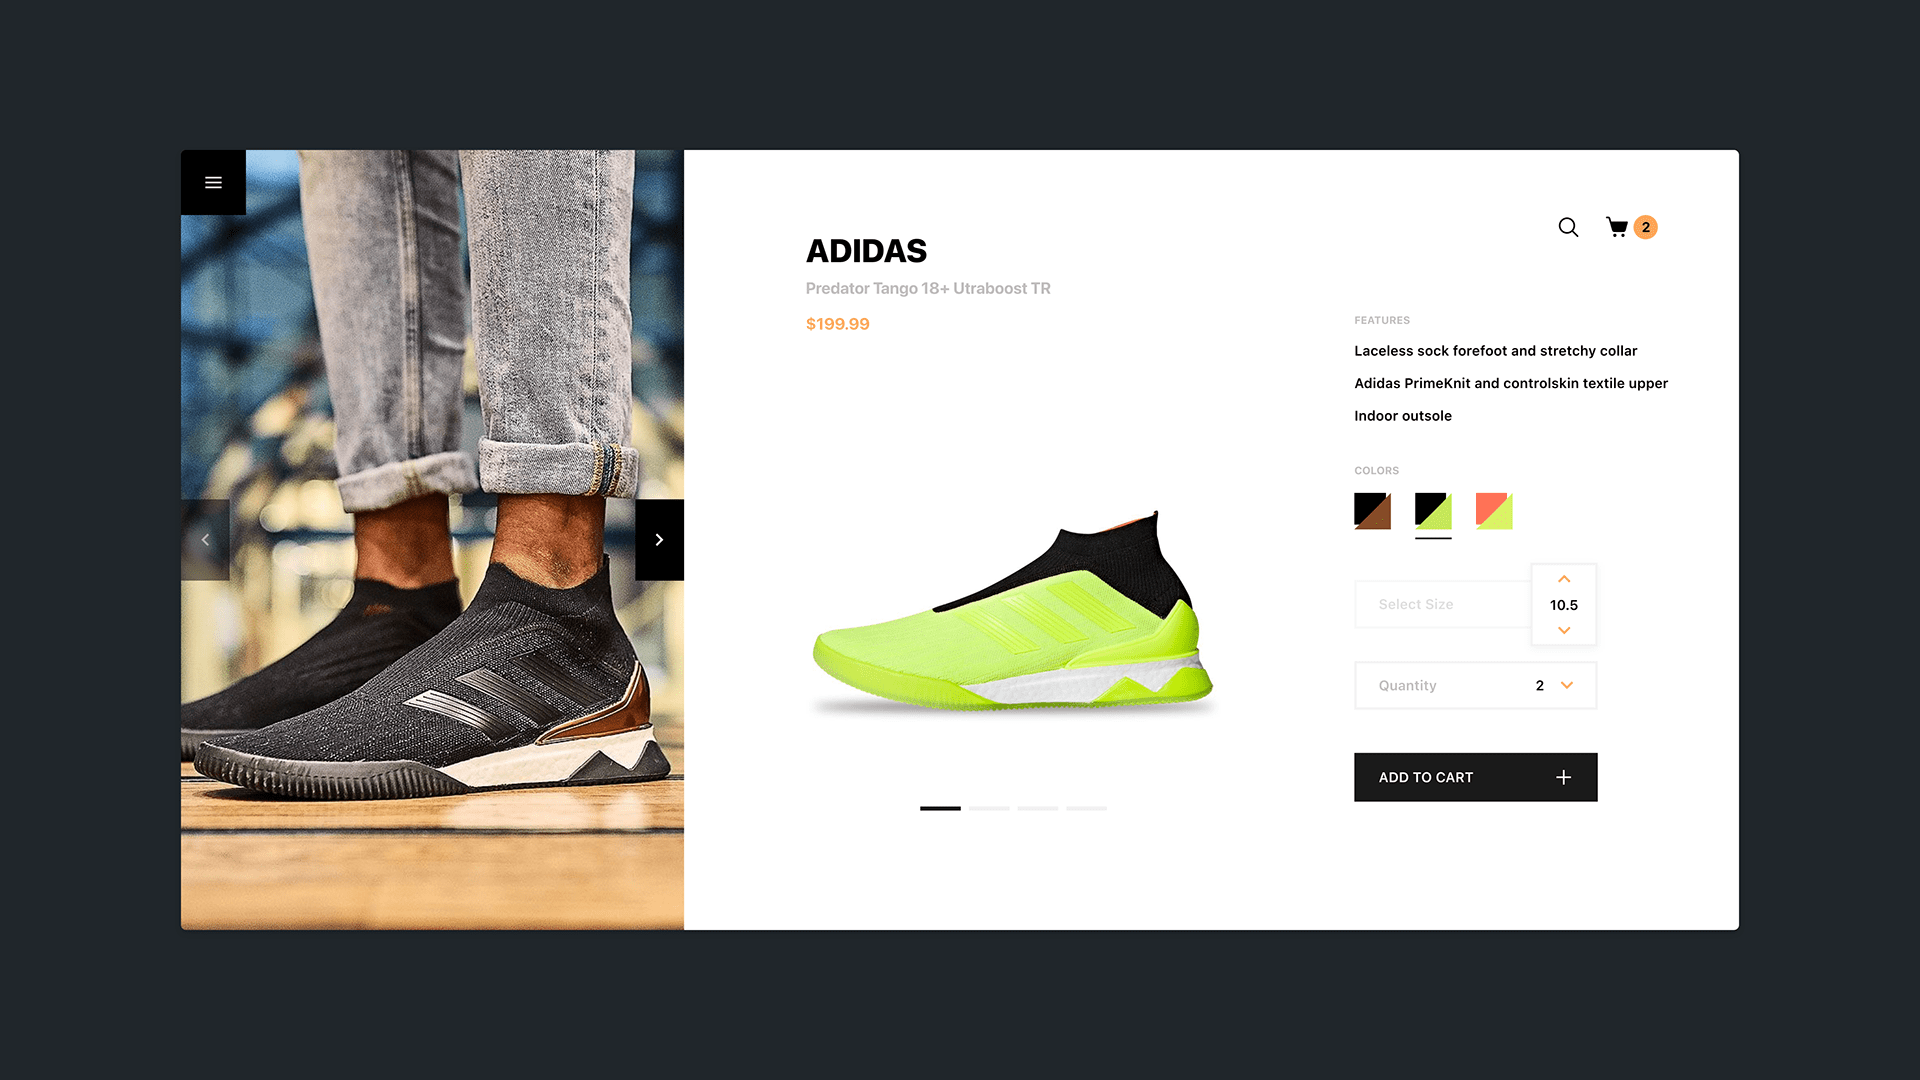 ADIDAS
Predator Tango 18+ Utraboost TR
$199.99
2
FEATURES
Laceless sock forefoot and stretchy collar
Adidas PrimeKnit and controlskin textile upper
Indoor outsole
COLORS
Select Size
10.5
Quantity
2
ADD TO CART